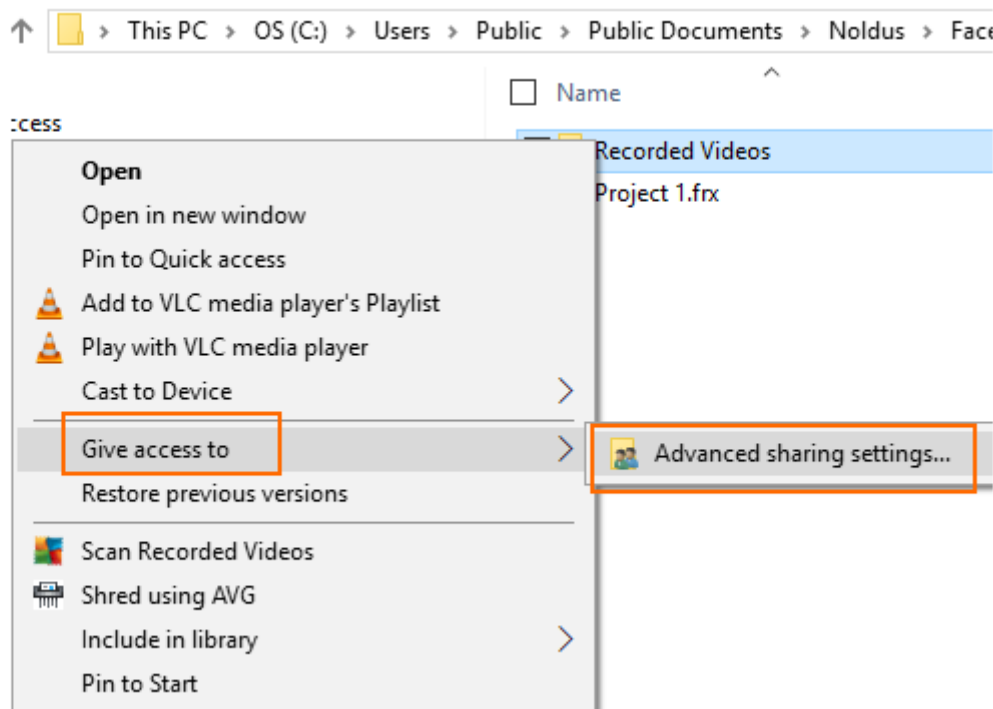 This PC > OS (C:) > Users > Public > Public Documents > Noldus > Face
Name
ccess
Recorded Videos
Project 1.frx
Open
Open in new window
Pin to Quick access
Add to VLC media player's Playlist
Play with VLC media player
Cast to Device
Give access to
Advanced sharing settings...
Restore previous versions
Scan Recorded Videos
Shred using AVG
Include in library
Pin to Start